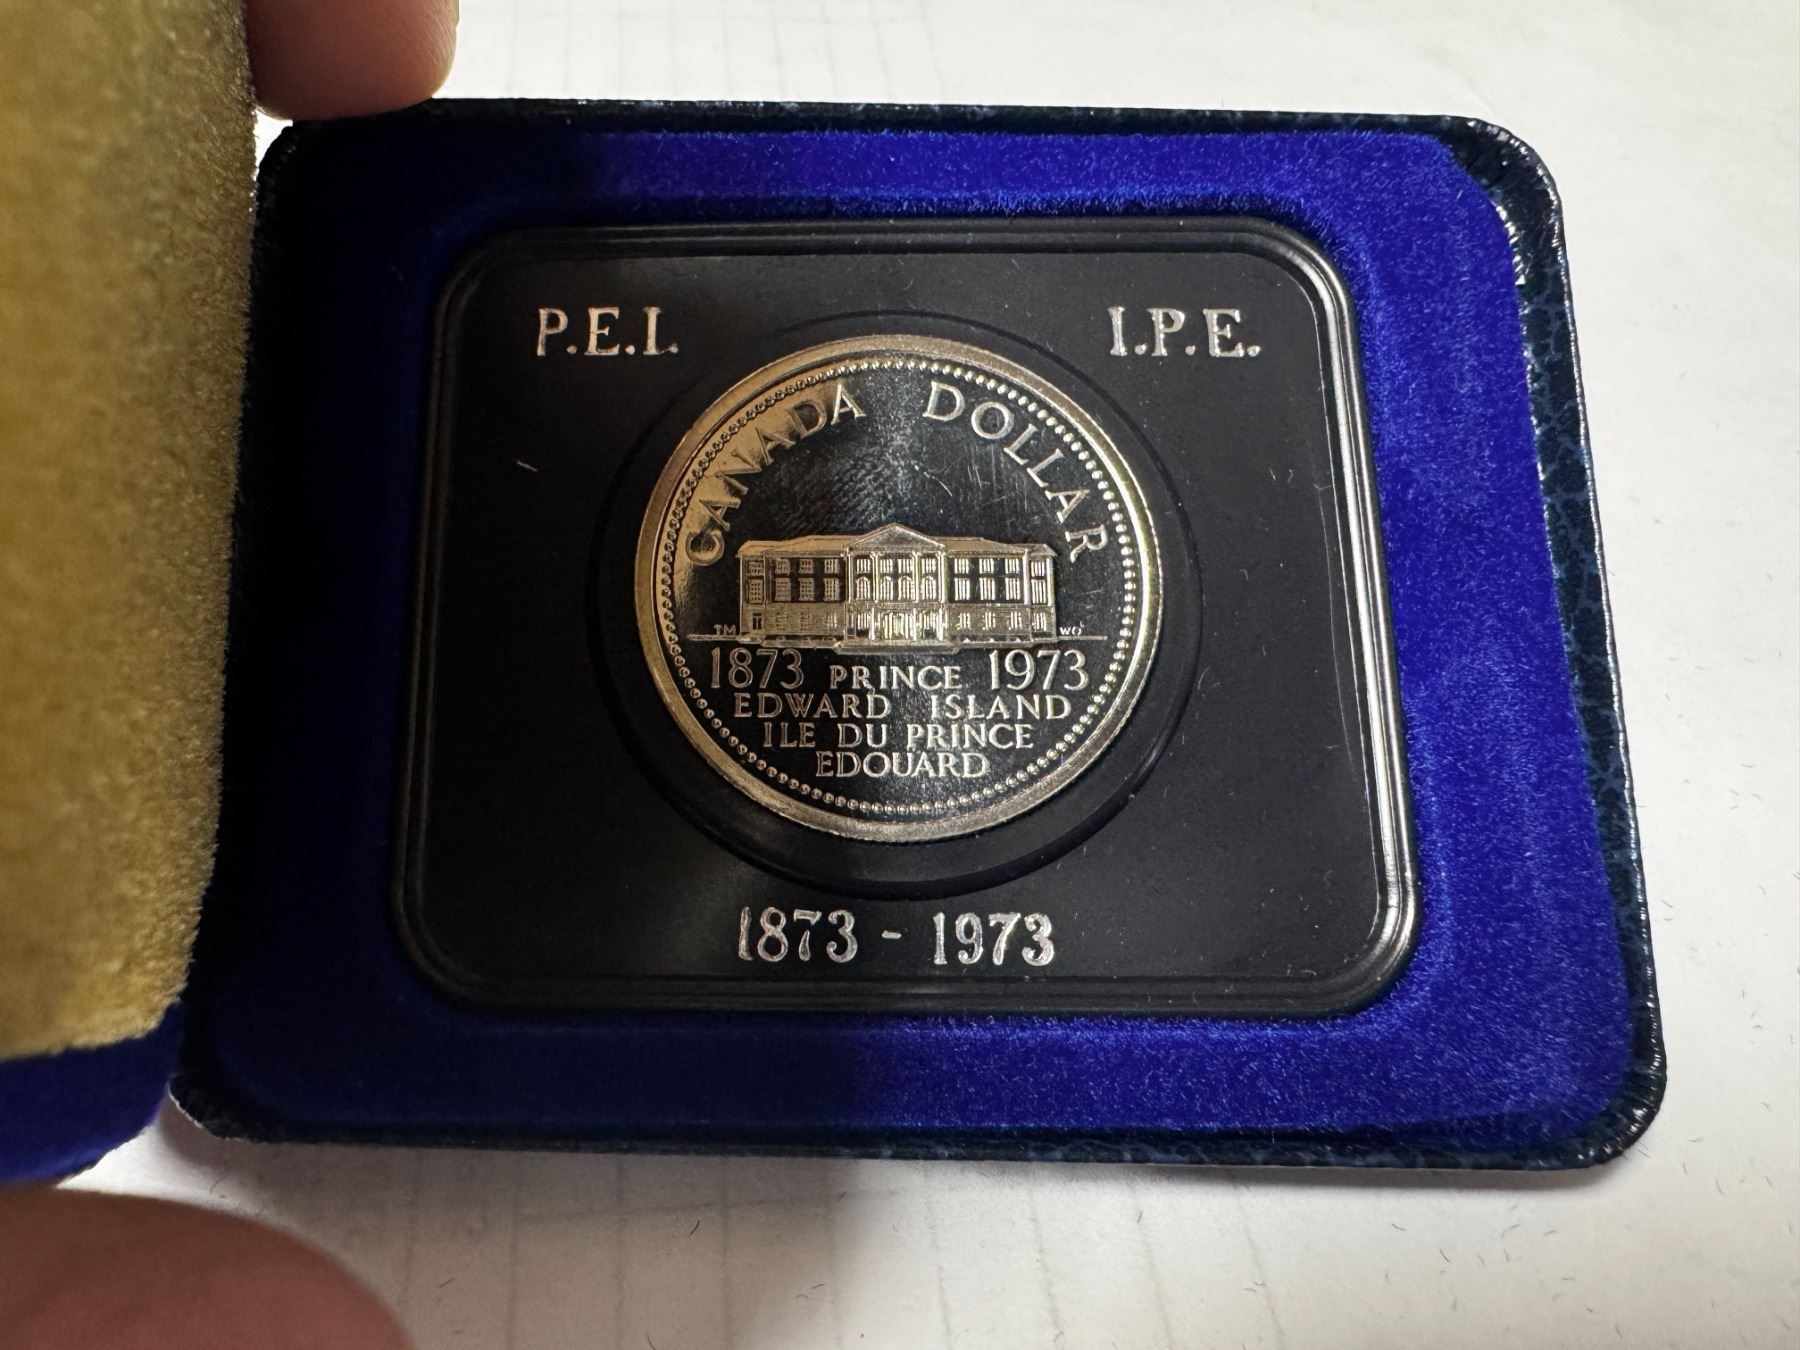 P.E.I. I.P.E.
CANADA DOLLAR
TM WO
1873 PRINCE 1973
EDWARD ISLAND
ILE DU PRINCE
EDOUARD
1873 - 1973